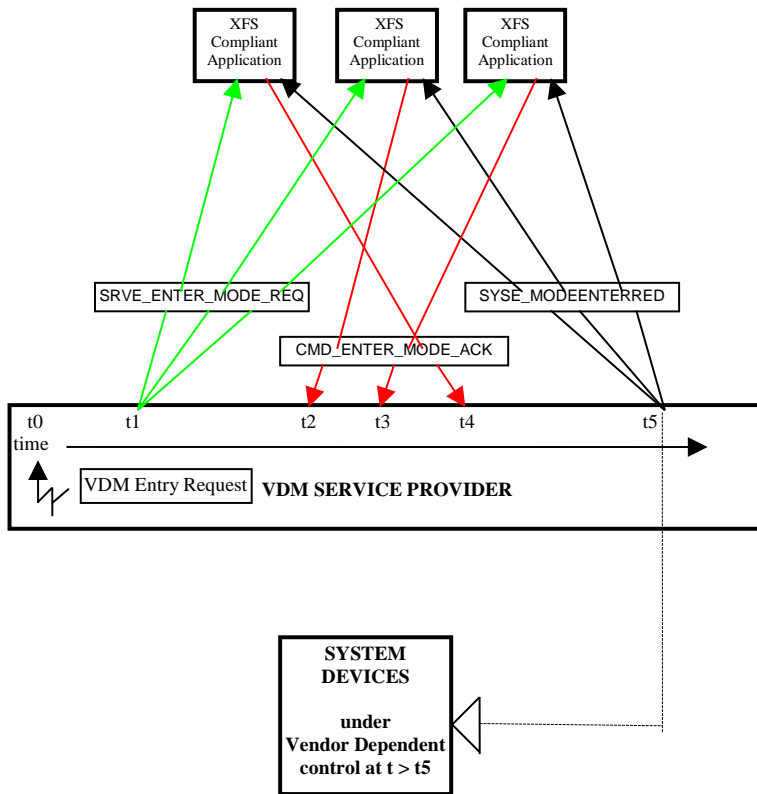 XFS
Compliant
Application
XFS
Compliant
Application
XFS
Compliant
Application
SRVE_ENTER_MODE_REQ
SYSE_MODEENTERRED
CMD_ENTER_MODE_ACK
t0
t1
t2
t3
t4
t5
time
VDM Entry Request
VDM SERVICE PROVIDER
SYSTEM
DEVICES
under
Vendor Dependent
control at t > t5